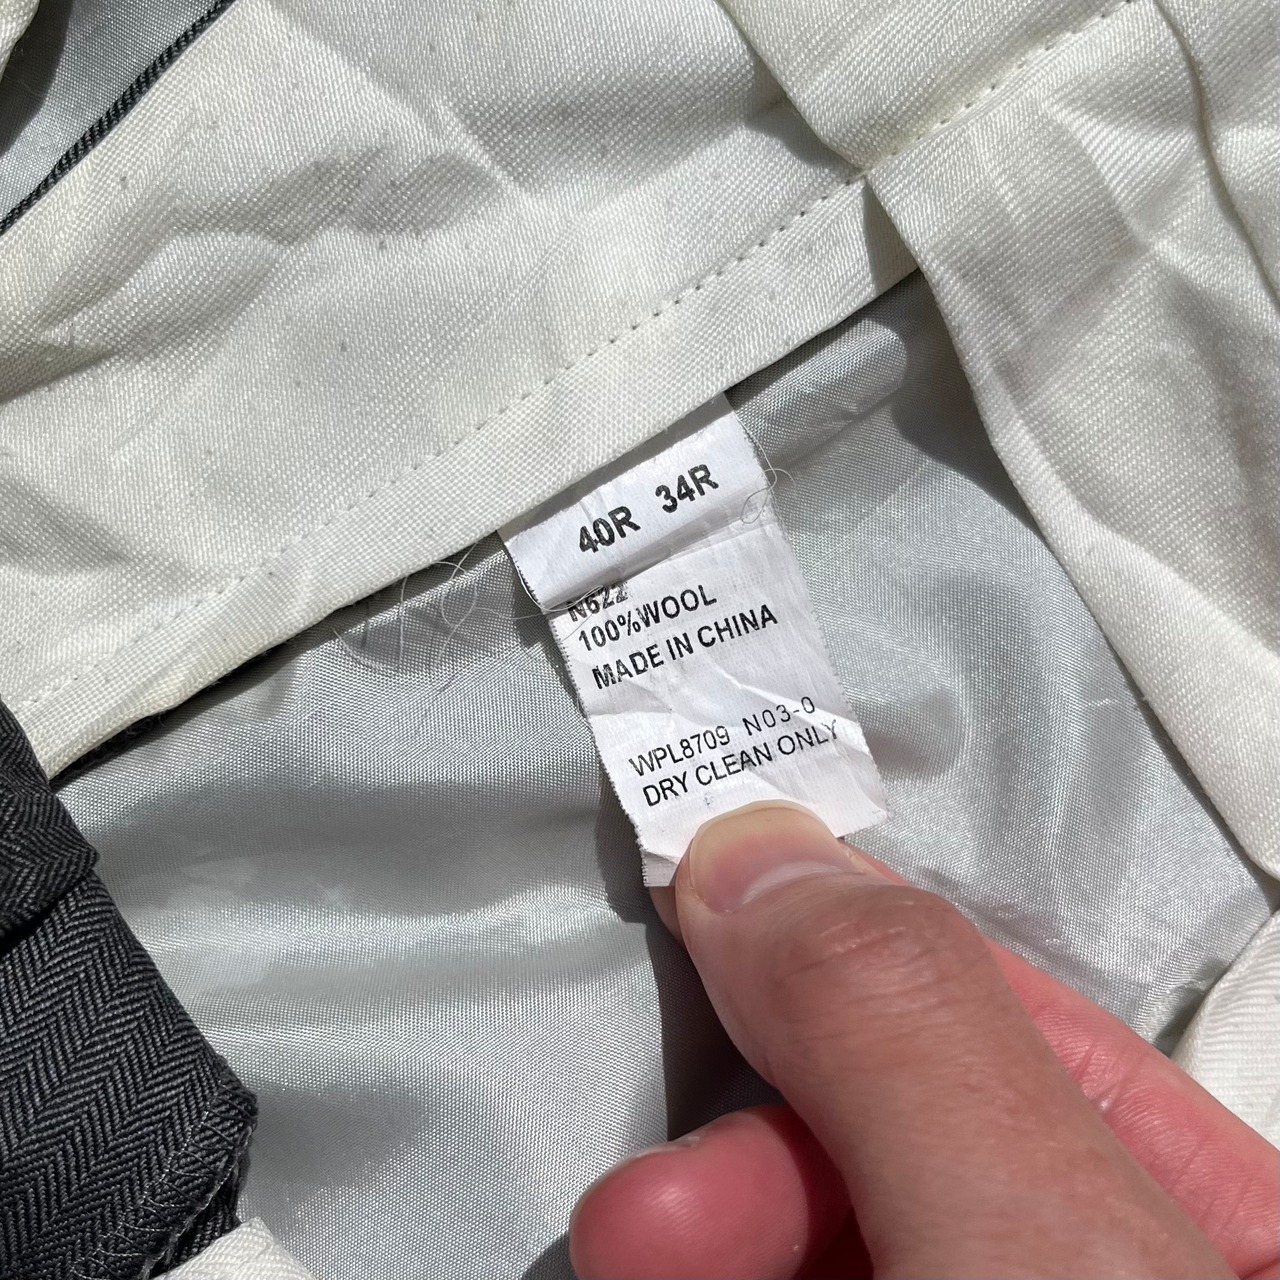 40R 34R
N622
100%WOOL
MADE IN CHINA
WPL8709 N03-0
DRY CLEAN ONLY